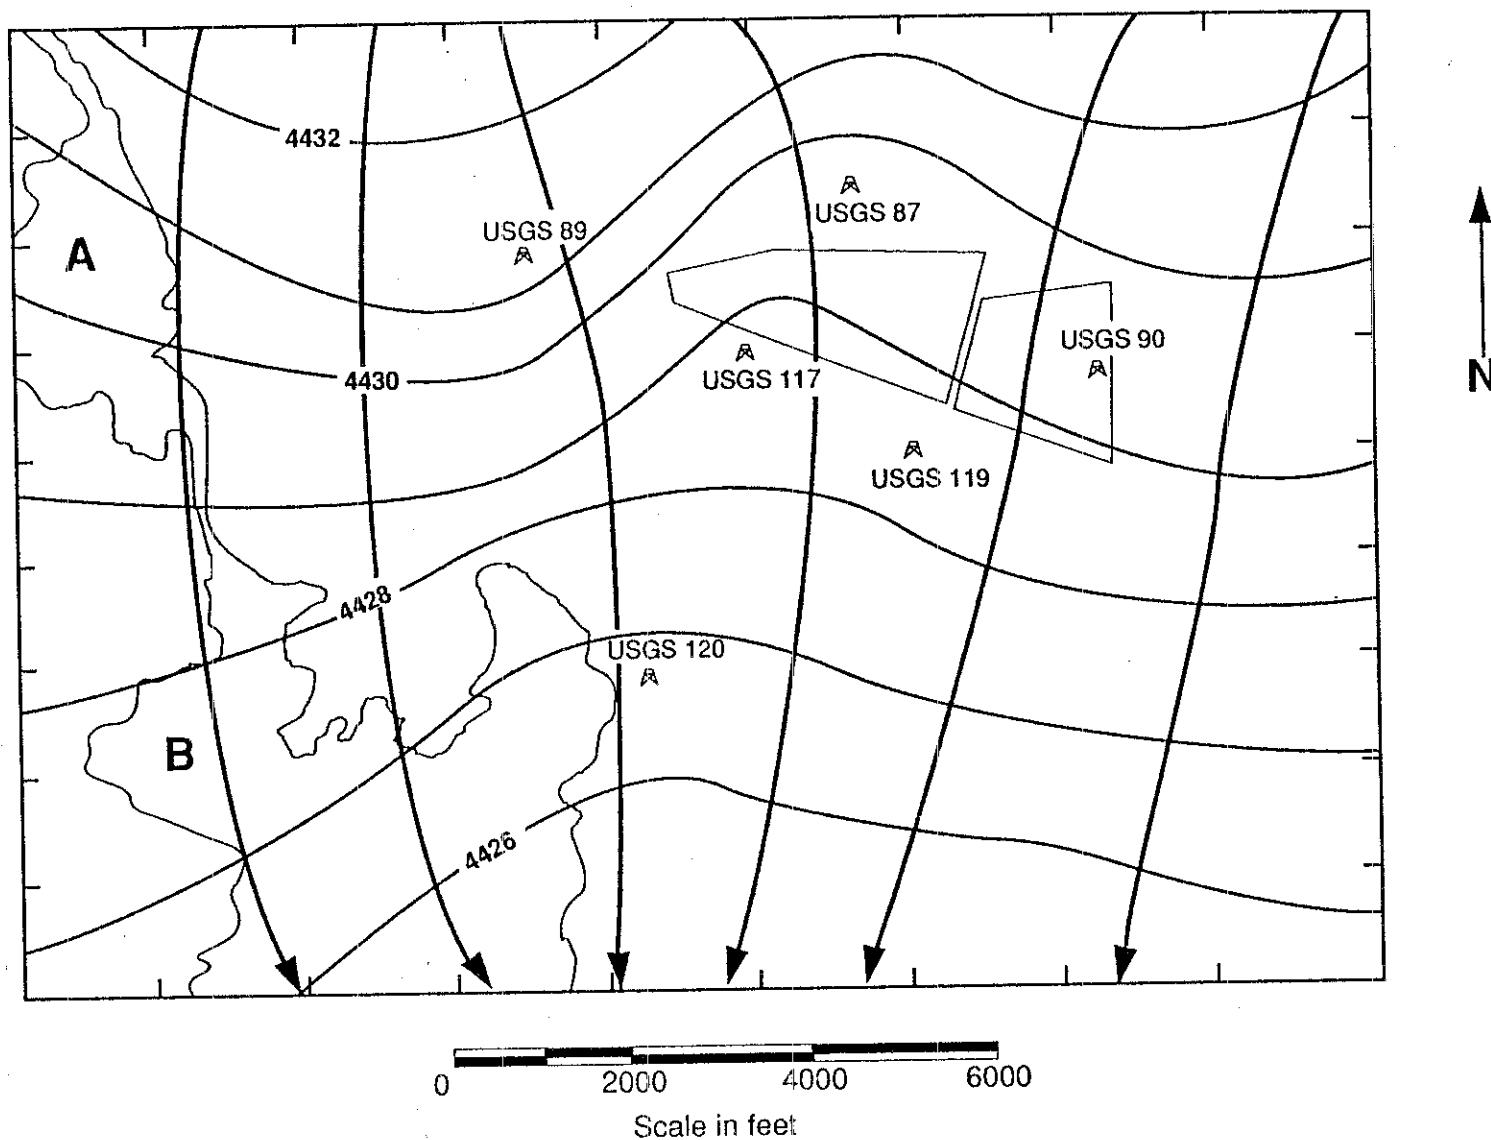 4432
USGS 87
USGS 89
A
N
USGS 90
4430
USGS 117
USGS 119
4428
USGS 120
B
4426
0 2000 4000 6000
Scale in feet